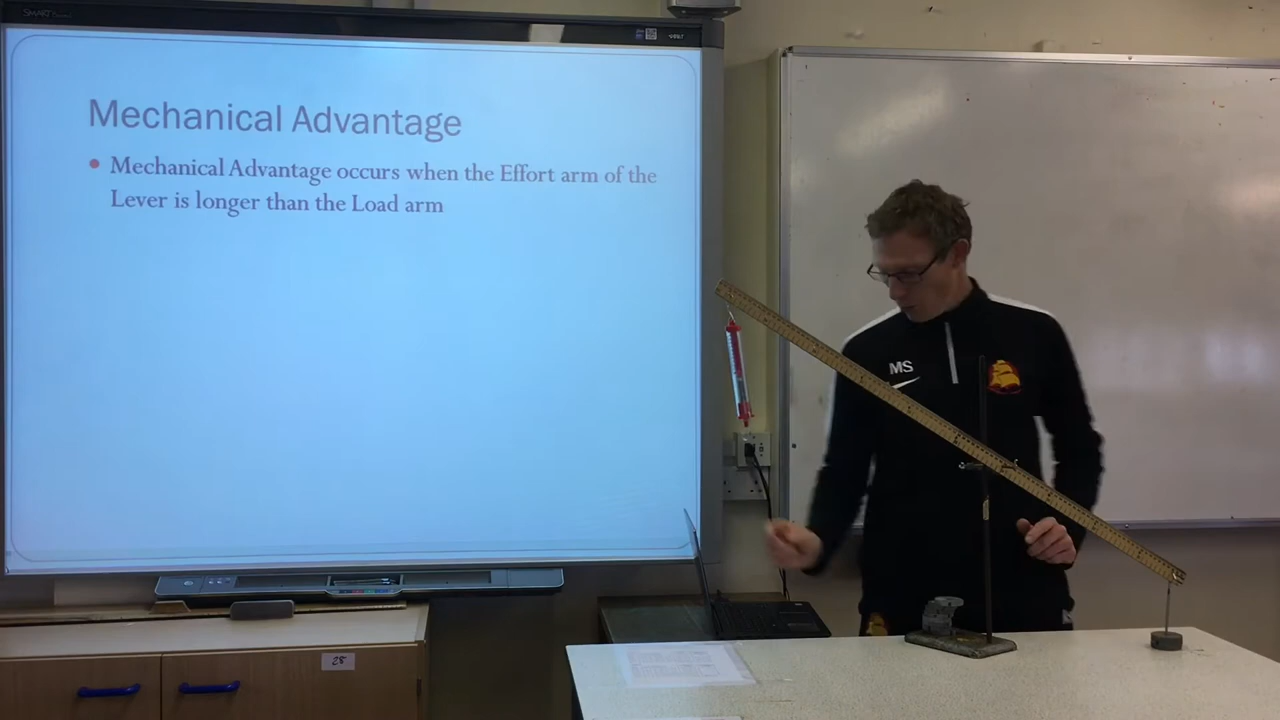 SMART
Mechanical Advantage
Mechanical Advantage occurs when the Effort arm of the
Lever is longer than the Load arm
MS
28